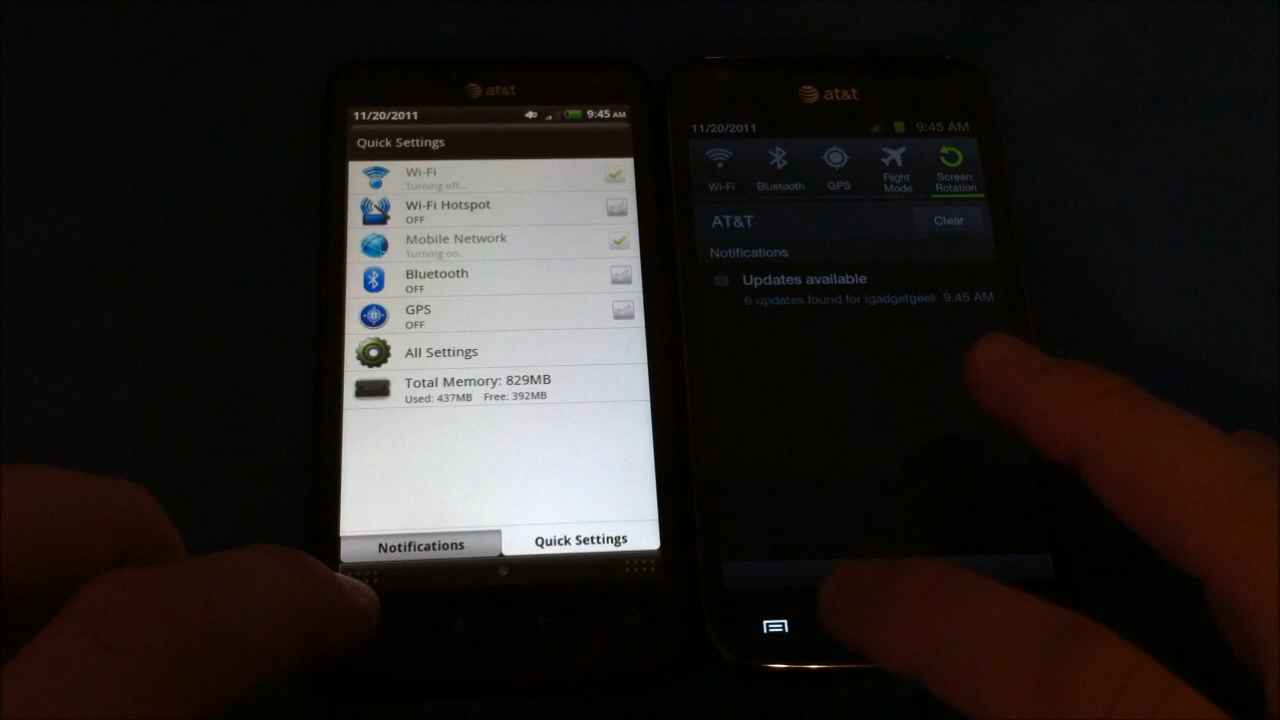 at&t
11/20/2011 9:45 AM
Quick Settings
Wi-Fi
Turning off...
Wi-Fi Hotspot
OFF
Mobile Network
Turning on...
Bluetooth
OFF
GPS
OFF
All Settings
Total Memory: 829MB
Used: 437MB Free: 392MB
Notifications Quick Settings
at&t
11/20/2011 9:45 AM
Wi-Fi Bluetooth GPS Flight Mode Screen Rotation
AT&T Clear
Notifications
Updates available
6 updates found for igadgetgeek 9:45 AM